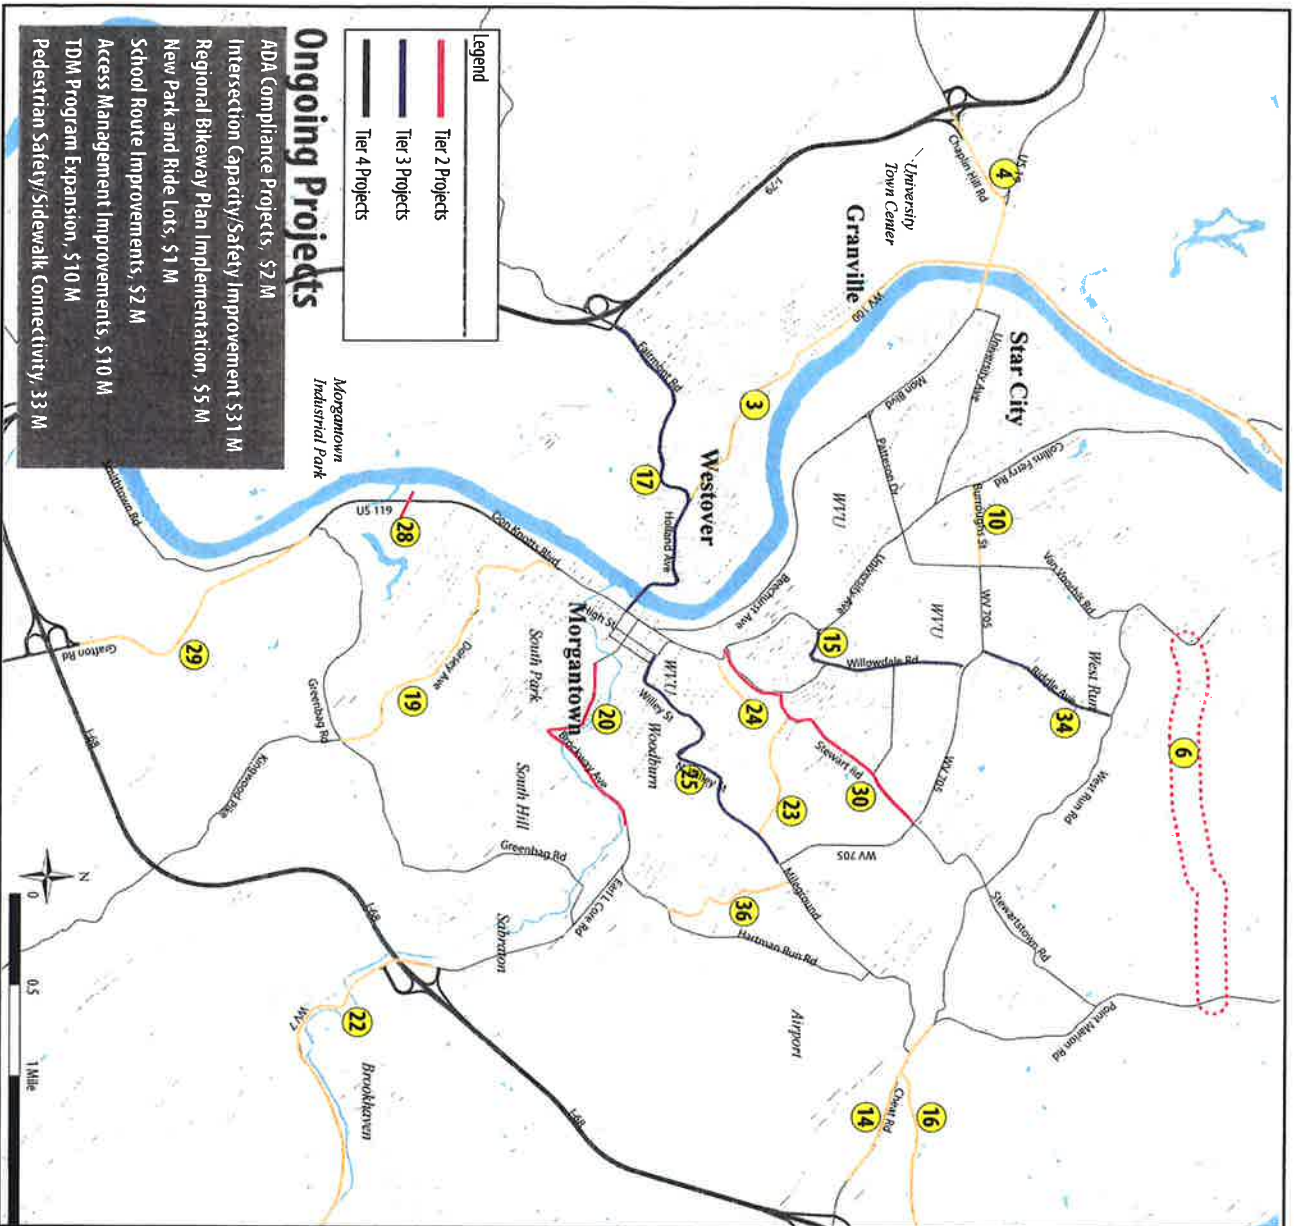 Legend
Tier 2 Projects
Tier 3 Projects
Tier 4 Projects
Ongoing Projects
ADA Compliance Projects, $2 M
Intersection Capacity/Safety Improvement $31 M
Regional Bikeway Plan Implementation, $5 M
New Park and Ride Lots, $1 M
School Route Improvements, $2 M
Access Management Improvements, $10 M
TDM Program Expansion, $10 M
Pedestrian Safety/Sidewalk Connectivity, 33 M
4
Chaplin Hill Rd
I-79
University
Town Center
Granville
WV 100
Star City
University Ave
Mon Blvd
Fairmont Rd
3
17
Westover
Holland Ave
Patteson Dr
Collins Ferry Rd
Burroughs St
10
WVU
University Ave
Van Voorhis Rd
WV 705
WVU
Beechurst Ave
15
Willowdale Rd
West Run
Riddle Ave
34
6
West Run Rd
Morgantown
Industrial Park
Smithtown Rd
US 119
28
Don Knotts Blvd
High St
Morgantown
South Park
WVU
Willey St
Woodburn
20
Brockway Ave
25
24
23
Stewart Rd
30
WV 705
WV 705
Mileground
Stewartstown Rd
Point Marion Rd
36
Hartman Run Rd
Airport
Cheat Rd
14
16
29
Grafton Rd
Dorsey Ave
19
Greenbag Rd
Kingwood Pike
I-68
South Hill
Greenbag Rd
Earl L Core Rd
Sabraton
I-68
22
WV 7
Brookhaven
I-68
N
0
0.5
1 Mile